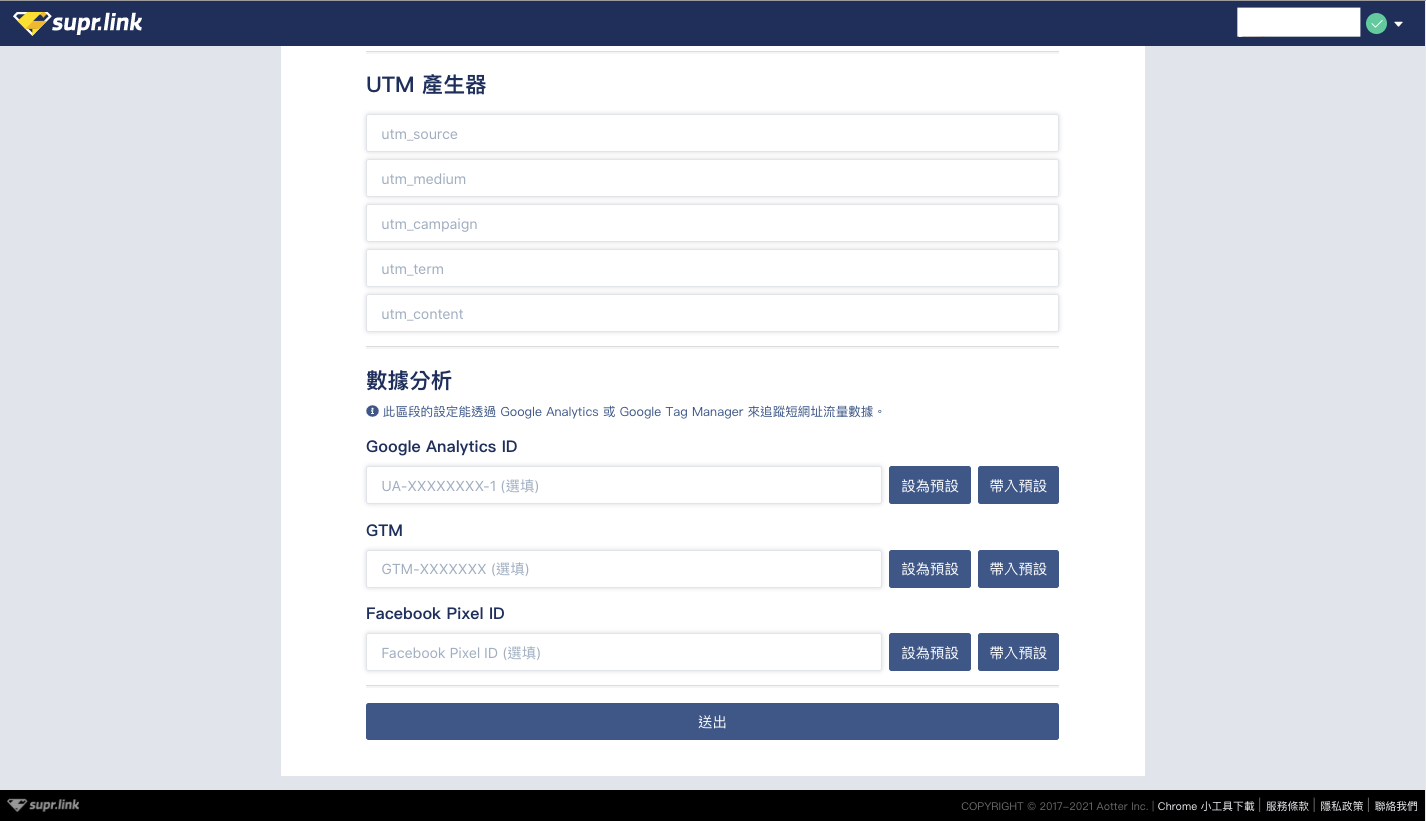 supr.link
UTM 產生器
utm_source
utm_medium
utm_campaign
utm_term
utm_content
數據分析
此區段的設定能透過 Google Analytics 或 Google Tag Manager 來追蹤短網址流量數據。
Google Analytics ID
UA-XXXXXXXX-1 (選填) 設為預設 帶入預設
GTM
GTM-XXXXXXX (選填) 設為預設 帶入預設
Facebook Pixel ID
Facebook Pixel ID (選填) 設為預設 帶入預設
送出
supr.link COPYRIGHT © 2017-2021 Aotter Inc. | Chrome 小工具下載 | 服務條款 | 隱私政策 | 聯絡我們